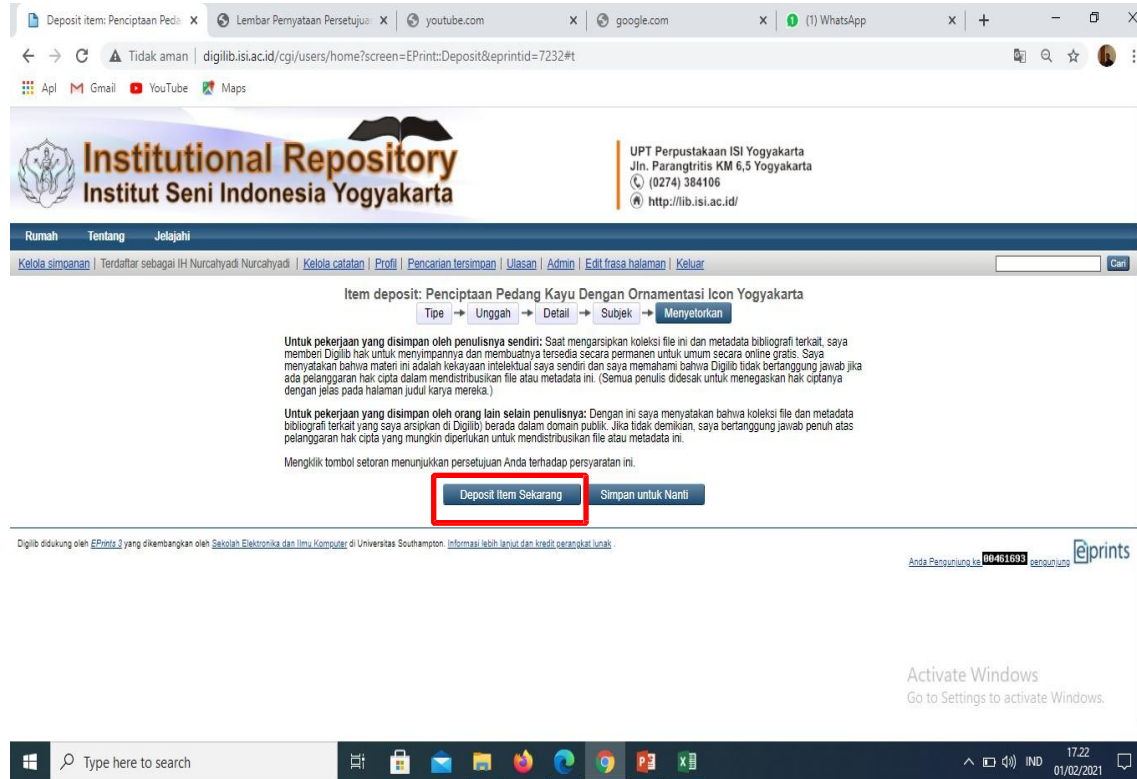 Deposit item: Penciptaan Peda
Lembar Pernyataan Persetujua
youtube.com
google.com
(1) WhatsApp
Tidak aman | digilib.isi.ac.id/cgi/users/home?screen=EPrint::Deposit&eprintid=7232#t
Apl Gmail YouTube Maps
Institutional Repository
Institut Seni Indonesia Yogyakarta
UPT Perpustakaan ISI Yogyakarta
Jln. Parangtritis KM 6,5 Yogyakarta
(0274) 384106
http://lib.isi.ac.id/
Rumah Tentang Jelajahi
Kelola simpanan | Terdaftar sebagai IH Nurcahyadi Nurcahyadi | Kelola catatan | Profil | Pencarian tersimpan | Ulasan | Admin | Edit frasa halaman | Keluar
Cari
Item deposit: Penciptaan Pedang Kayu Dengan Ornamentasi Icon Yogyakarta
Tipe → Unggah → Detail → Subjek → Menyetorkan
Untuk pekerjaan yang disimpan oleh penulisnya sendiri: Saat mengarsipkan koleksi file ini dan metadata bibliografi terkait, saya
memberi Digilib hak untuk menyimpannya dan membuatnya tersedia secara permanen untuk umum secara online gratis. Saya
menyatakan bahwa materi ini adalah kekayaan intelektual saya sendiri dan saya memahami bahwa Digilib tidak bertanggung jawab jika
ada pelanggaran hak cipta dalam mendistribusikan file atau metadata ini. (Semua penulis didesak untuk menegaskan hak ciptanya
dengan jelas pada halaman judul karya mereka.)
Untuk pekerjaan yang disimpan oleh orang lain selain penulisnya: Dengan ini saya menyatakan bahwa koleksi file dan metadata
bibliografi terkait yang saya arsipkan di Digilib) berada dalam domain publik. Jika tidak demikian, saya bertanggung jawab penuh atas
pelanggaran hak cipta yang mungkin diperlukan untuk mendistribusikan file atau metadata ini.
Mengklik tombol setoran menunjukkan persetujuan Anda terhadap persyaratan ini.
Deposit Item Sekarang
Simpan untuk Nanti
Digilib didukung oleh EPrints 3 yang dikembangkan oleh Sekolah Elektronika dan Ilmu Komputer di Universitas Southampton. Informasi lebih lanjut dan kredit perangkat lunak .
Anda Pengunjung ke 00461693 pengunjung
eprints
Activate Windows
Go to Settings to activate Windows.
Type here to search
IND
17.22
01/02/2021